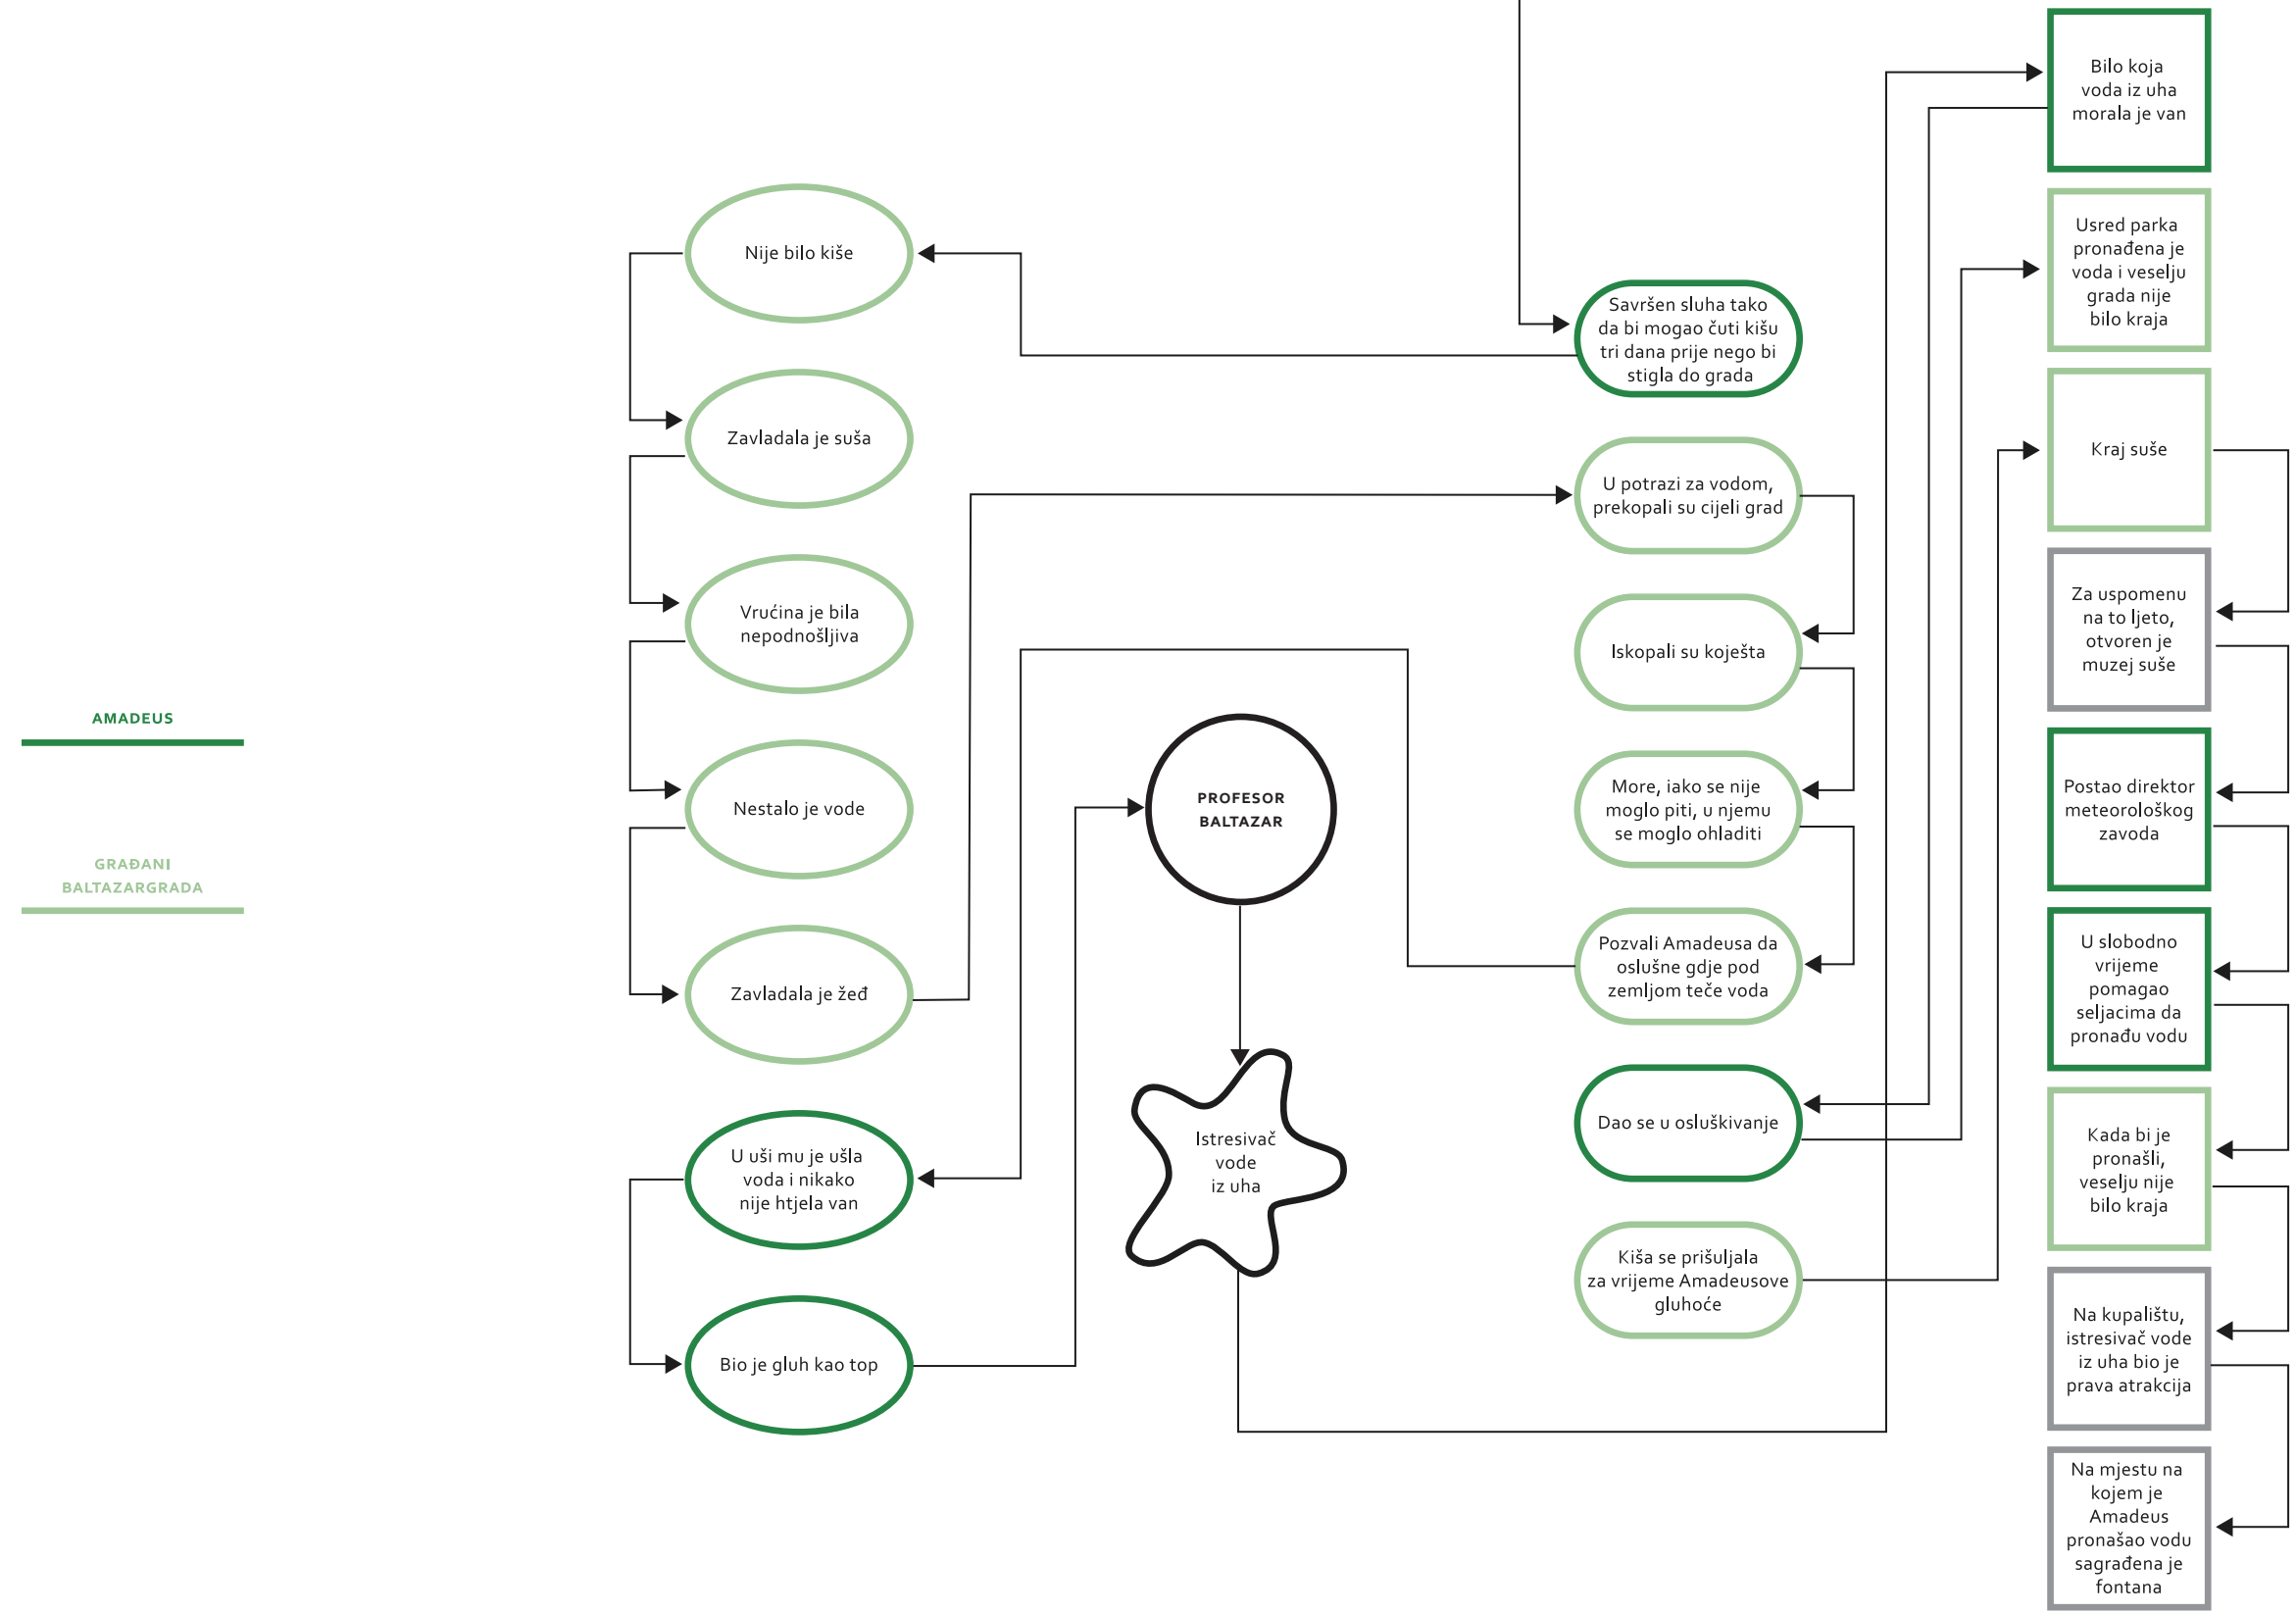 AMADEUS
GRAĐANI
BALTAZARGRADA
Nije bilo kiše
Zavladala je suša
Vrućina je bila
nepodnošljiva
Nestalo je vode
Zavladala je žeđ
U uši mu je ušla
voda i nikako
nije htjela van
Bio je gluh kao top
PROFESOR
BALTAZAR
Istresivač
vode
iz uha
Savršen sluha tako
da bi mogao čuti kišu
tri dana prije nego bi
stigla do grada
U potrazi za vodom,
prekopali su cijeli grad
Iskopali su koješta
More, iako se nije
moglo piti, u njemu
se moglo ohladiti
Pozvali Amadeusa da
oslušne gdje pod
zemljom teče voda
Dao se u osluškivanje
Kiša se prišuljala
za vrijeme Amadeusove
gluhoće
Bilo koja
voda iz uha
morala je van
Usred parka
pronađena je
voda i veselju
grada nije
bilo kraja
Kraj suše
Za uspomenu
na to ljeto,
otvoren je
muzej suše
Postao direktor
meteorološkog
zavoda
U slobodno
vrijeme
pomagao
seljacima da
pronađu vodu
Kada bi je
pronašli,
veselju nije
bilo kraja
Na kupalištu,
istresivač vode
iz uha bio je
prava atrakcija
Na mjestu na
kojem je
Amadeus
pronašao vodu
sagrađena je
fontana